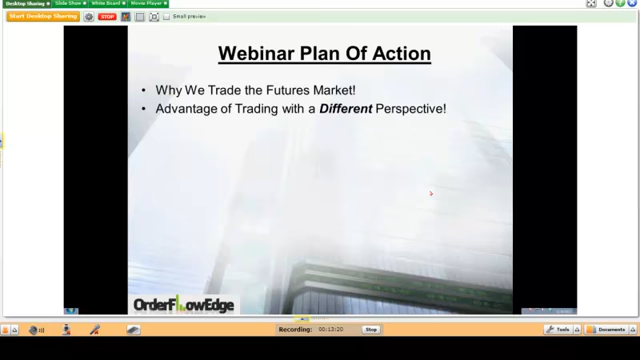 Desktop Sharing
Slide Show
White Board
Movie Player
Start Desktop Sharing
STOP
Small preview
Webinar Plan Of Action
• Why We Trade the Futures Market!
• Advantage of Trading with a Different Perspective!
OrderFlowEdge
Recording: 00:13:20 Stop
Tools
Documents